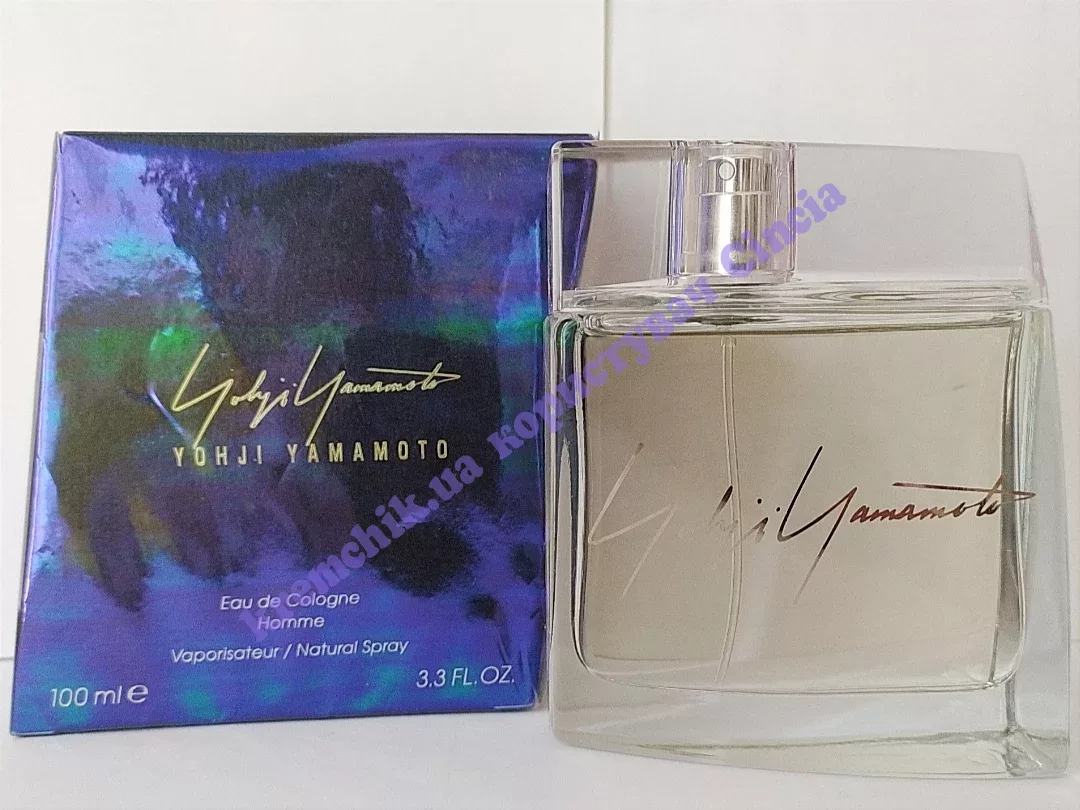 Yohji Yamamoto
YOHJI YAMAMOTO
Eau de Cologne
Homme
Vaporisateur / Natural Spray
100 ml e
3.3 FL. OZ.
Yohji Yamamoto
kremchik.ua користувач Cincia